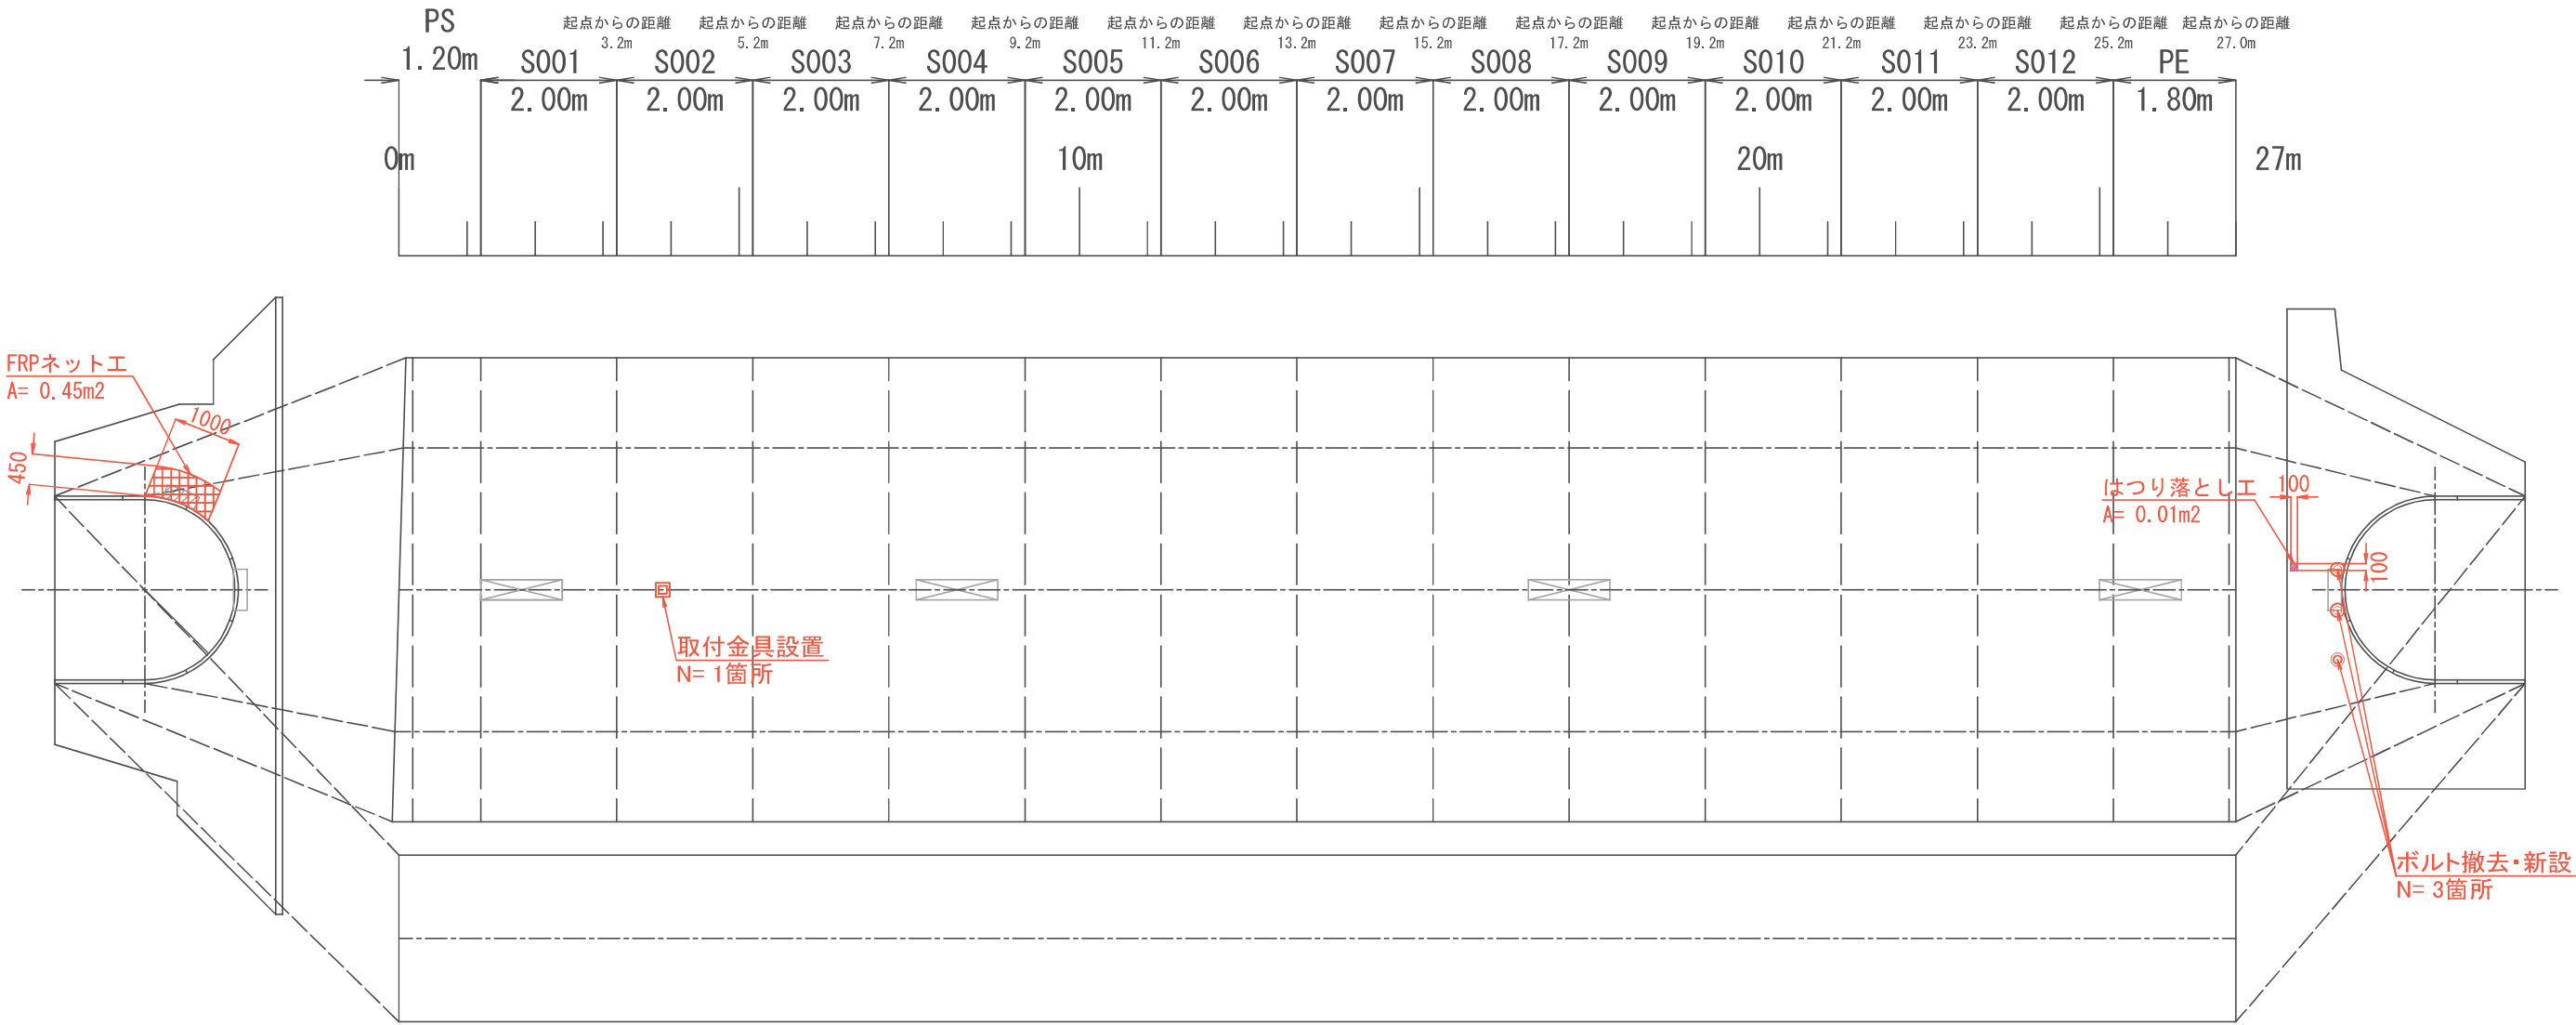 PS
1.20m
起点からの距離
3.2m
起点からの距離
5.2m
起点からの距離
7.2m
起点からの距離
9.2m
起点からの距離
11.2m
起点からの距離
13.2m
起点からの距離
15.2m
起点からの距離
17.2m
起点からの距離
19.2m
起点からの距離
21.2m
起点からの距離
23.2m
起点からの距離
25.2m
起点からの距離
27.0m
S001
2.00m
S002
2.00m
S003
2.00m
S004
2.00m
S005
2.00m
S006
2.00m
S007
2.00m
S008
2.00m
S009
2.00m
S010
2.00m
S011
2.00m
S012
2.00m
PE
1.80m
0m
10m
20m
27m
FRPネット工
A= 0.45m2
1000
450
取付金具設置
N= 1箇所
はつり落とし工
A= 0.01m2
100
100
ボルト撤去・新設
N= 3箇所